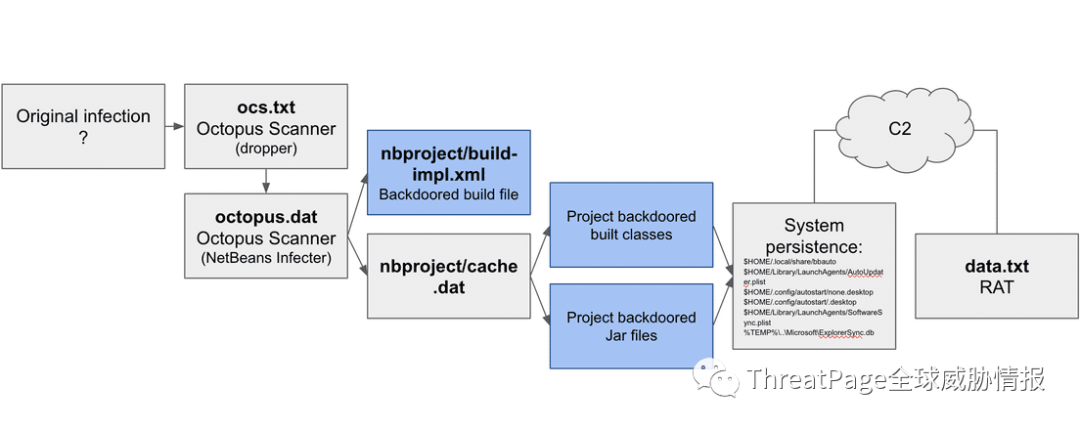 Original infection
?
ocs.txt
Octopus Scanner
(dropper)
octopus.dat
Octopus Scanner
(NetBeans Infecter)
nbproject/build-
impl.xml
Backdoored build file
nbproject/cache
.dat
Project backdoored
built classes
Project backdoored
Jar files
System
persistence:
$HOME/.local/share/bbauto
$HOME/Library/LaunchAgents/AutoUpdat
er.plist
$HOME/.config/autostart/none.desktop
$HOME/.config/autostart/.desktop
$HOME/Library/LaunchAgents/SoftwareS
ync.plist
%TEMP%\..\Microsoft\ExplorerSync.db
C2
data.txt
RAT
ThreatPage全球威胁情报